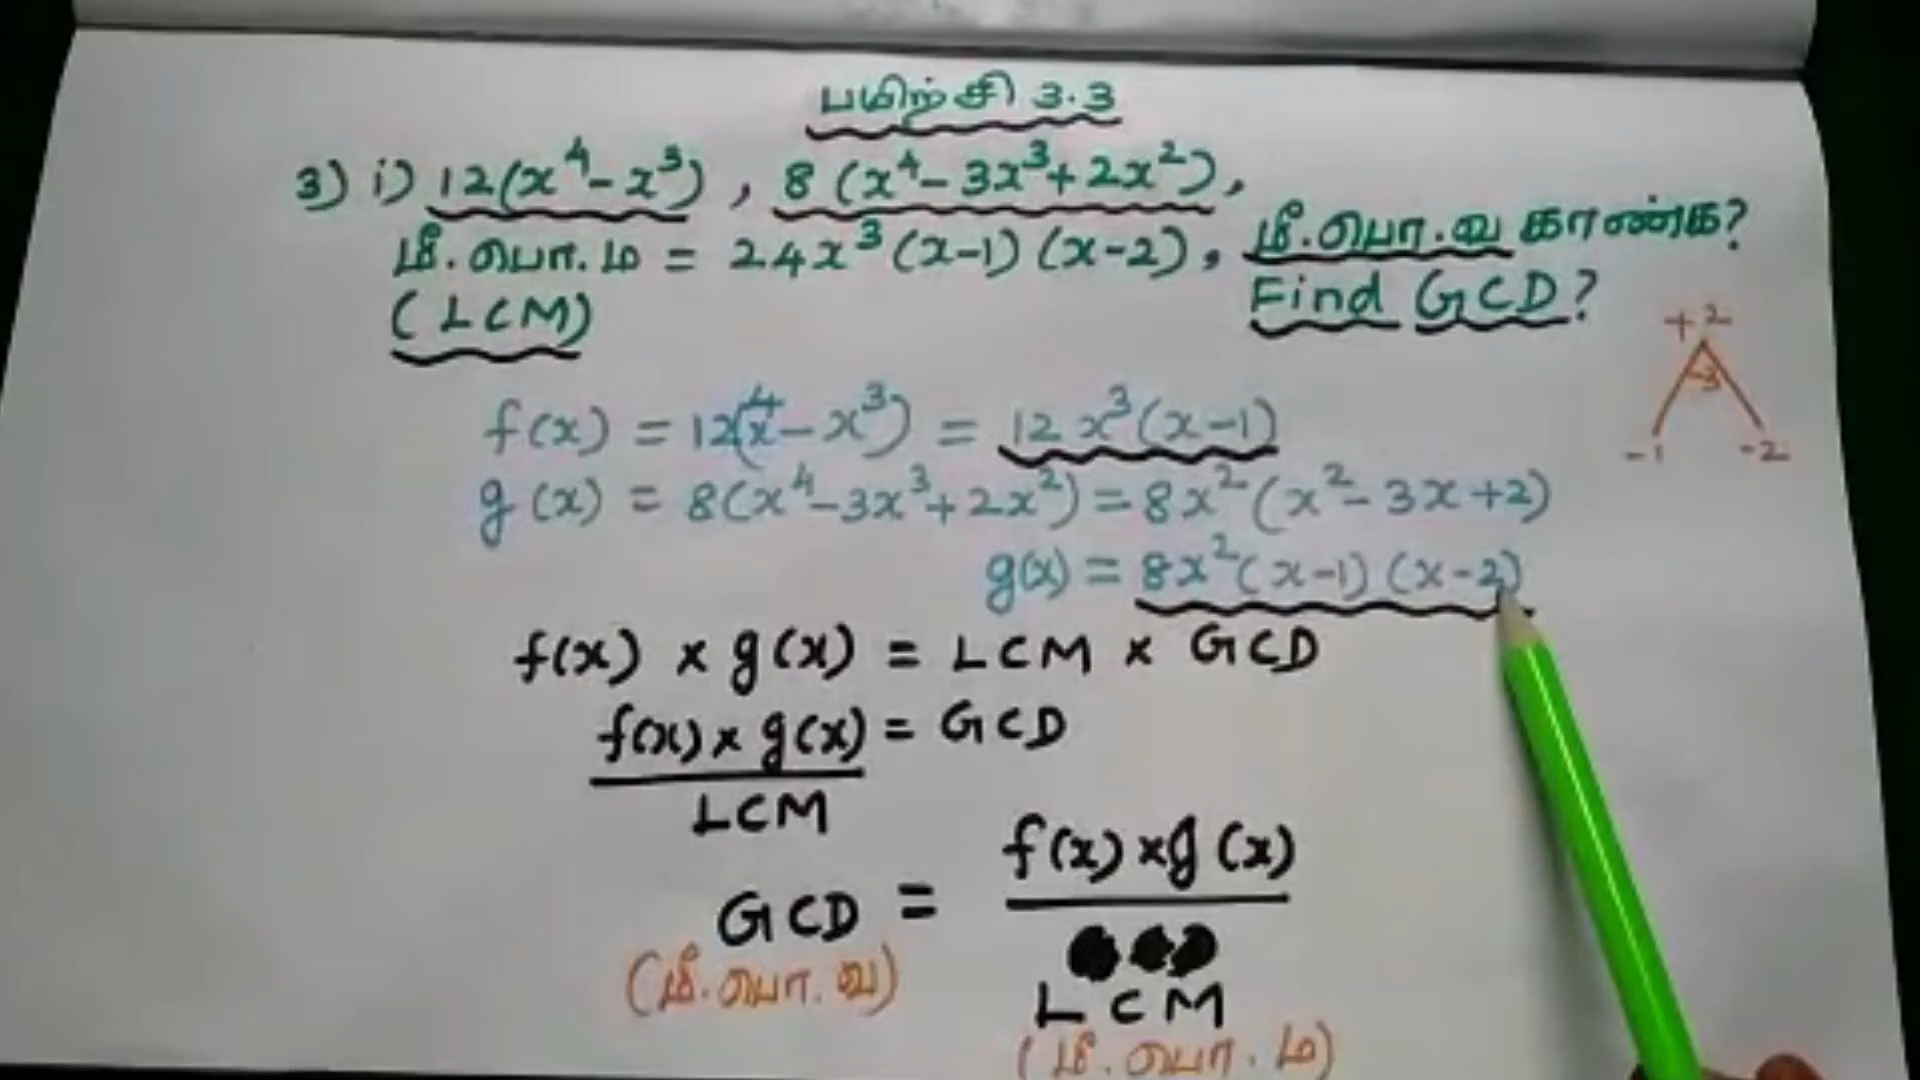 பயிற்சி 3.3
3) i) 12(x⁴-x³), 8(x⁴-3x³+2x²),
மீ.பொ.ம = 24x³(x-1)(x-2), மீ.பொ.வ காண்க?
(LCM) Find GCD?
+2
-3
-1 -2
f(x) = 12(x⁴-x³) = 12x³(x-1)
g(x) = 8(x⁴-3x³+2x²) = 8x²(x²-3x+2)
g(x) = 8x²(x-1)(x-2)
f(x) × g(x) = LCM × GCD
f(x) × g(x) = GCD
LCM
f(x) × g(x)
GCD =
LCM
(மீ.பொ.வ)
(மீ.பொ.ம)